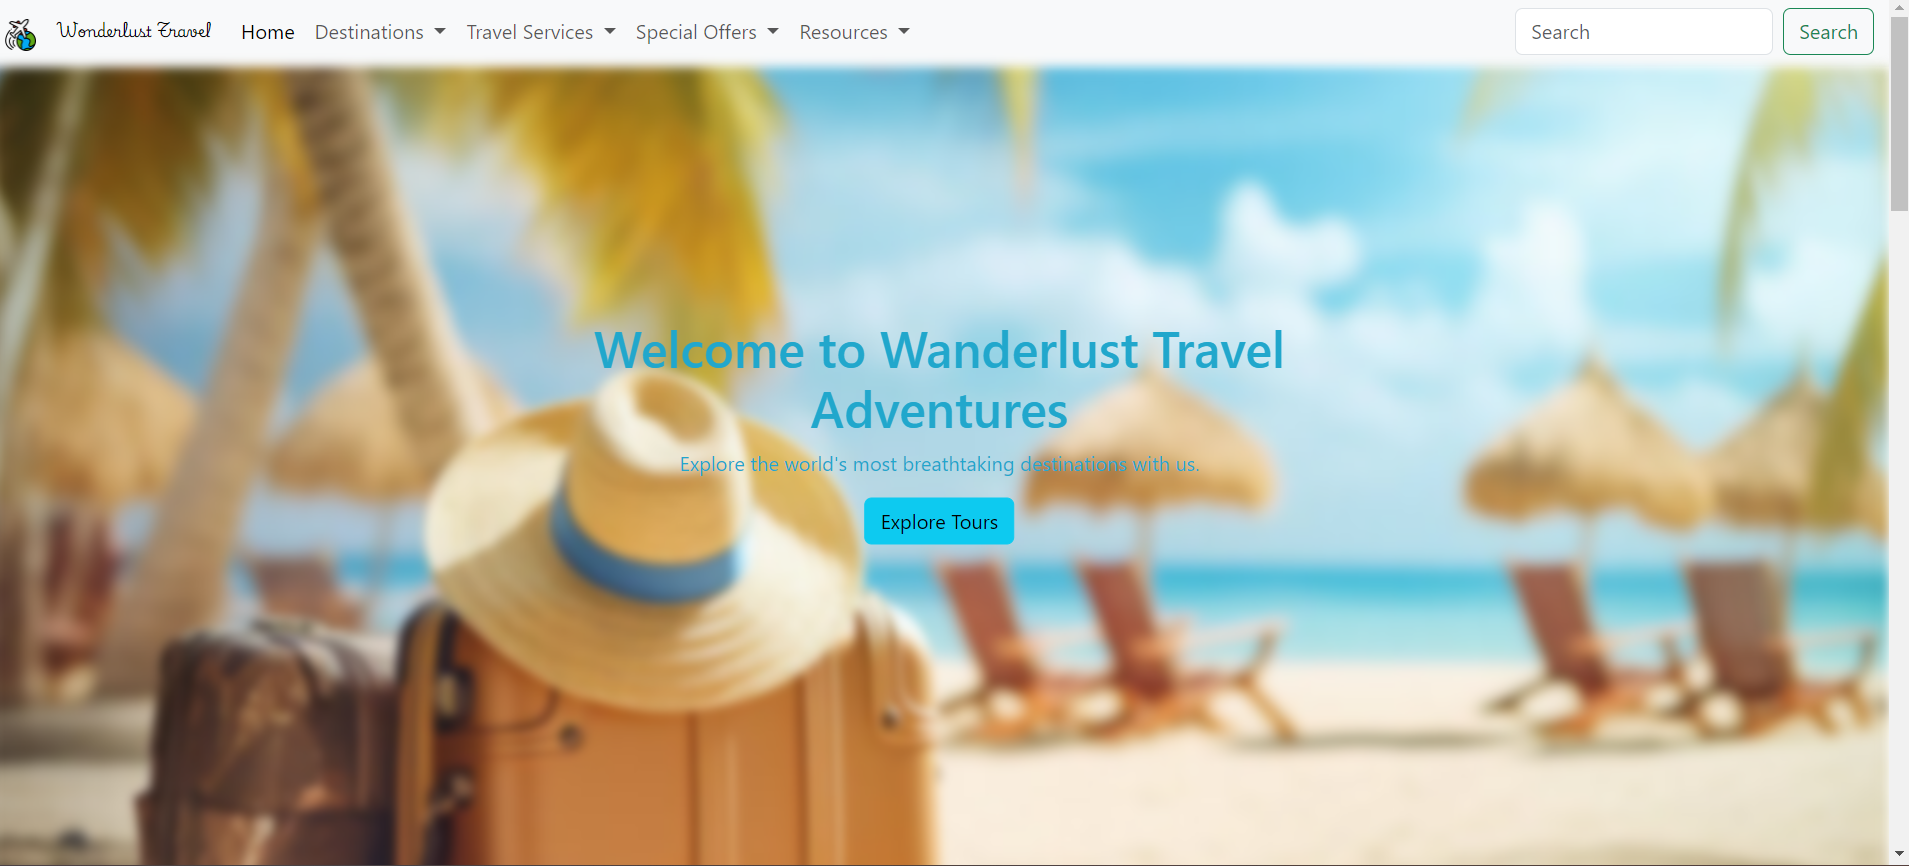 Wonderlust Travel Home Destinations Travel Services Special Offers Resources Search Search
Welcome to Wanderlust Travel
Adventures
Explore the world's most breathtaking destinations with us.
Explore Tours